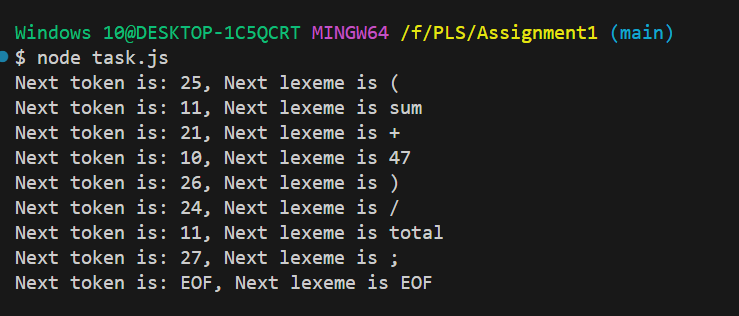 Windows 10@DESKTOP-1C5QCRT MINGW64 /f/PLS/Assignment1 (main)
$ node task.js
Next token is: 25, Next lexeme is (
Next token is: 11, Next lexeme is sum
Next token is: 21, Next lexeme is +
Next token is: 10, Next lexeme is 47
Next token is: 26, Next lexeme is )
Next token is: 24, Next lexeme is /
Next token is: 11, Next lexeme is total
Next token is: 27, Next lexeme is ;
Next token is: EOF, Next lexeme is EOF